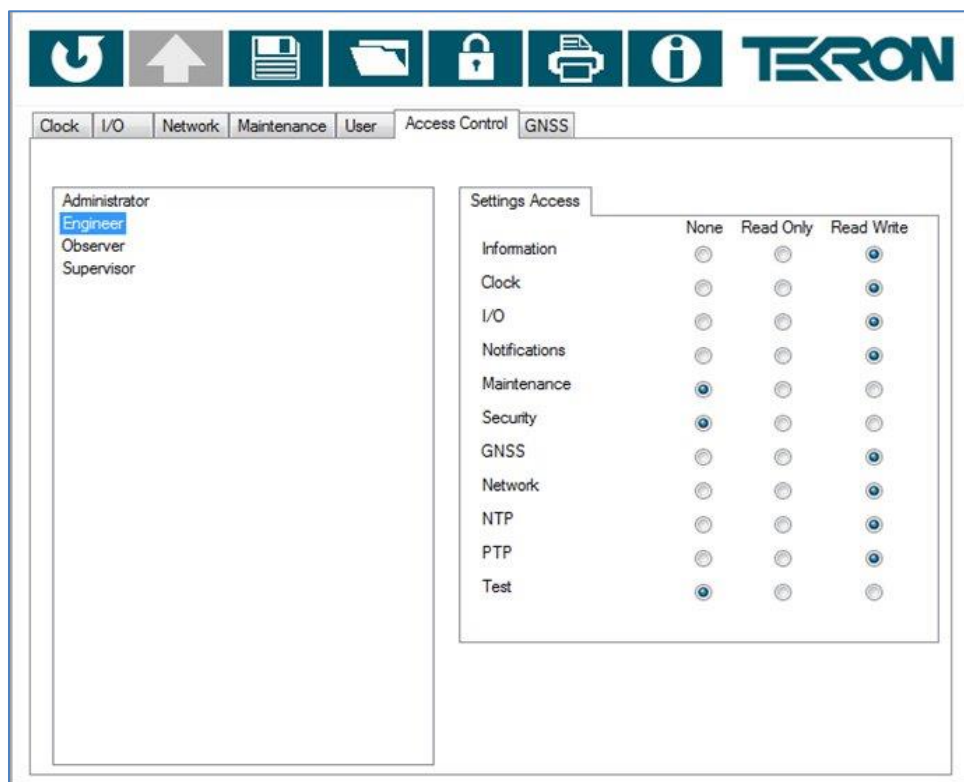 TEKRON
Clock I/O Network Maintenance User Access Control GNSS
Administrator
Engineer
Observer
Supervisor
Settings Access
None Read Only Read Write
Information
Clock
I/O
Notifications
Maintenance
Security
GNSS
Network
NTP
PTP
Test